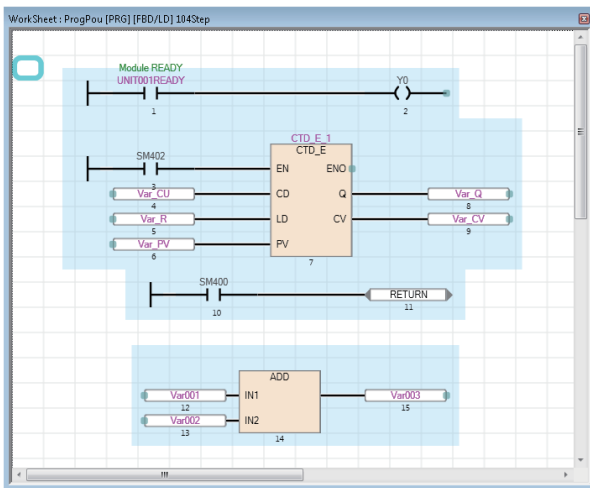 WorkSheet : ProgPou [PRG] [FBD/LD] 104Step
Module READY
UNIT001READY
Y0
1
2
CTD_E_1
SM402
CTD_E
EN
ENO
3
Var_CU
CD
Q
Var_Q
4
8
Var_R
LD
CV
Var_CV
5
9
Var_PV
PV
6
7
SM400
RETURN
10
11
ADD
Var001
IN1
Var003
12
15
Var002
IN2
13
14